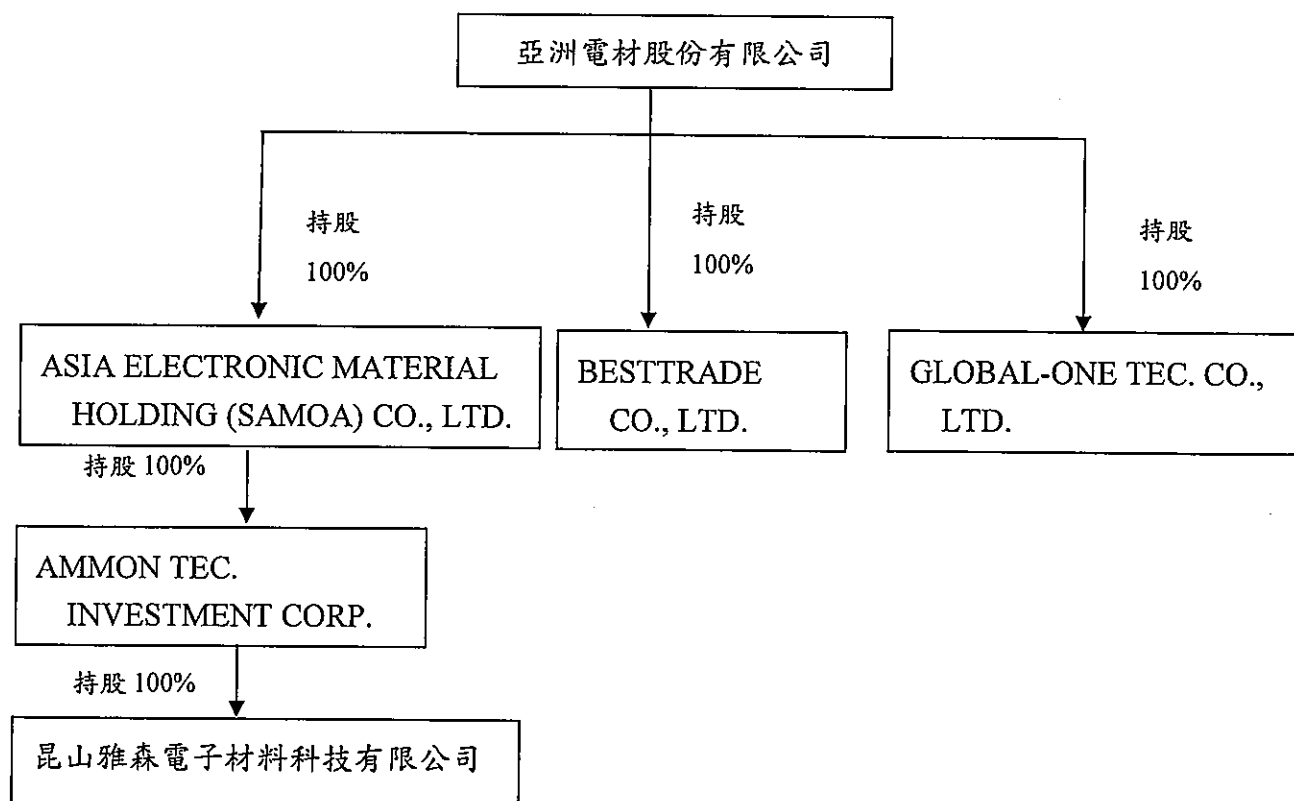 亞洲電材股份有限公司
持股
100%
持股
100%
持股
100%
ASIA ELECTRONIC MATERIAL
HOLDING (SAMOA) CO., LTD.
BESTTRADE
CO., LTD.
GLOBAL-ONE TEC. CO.,
LTD.
持股 100%
AMMON TEC.
INVESTMENT CORP.
持股 100%
昆山雅森電子材料科技有限公司